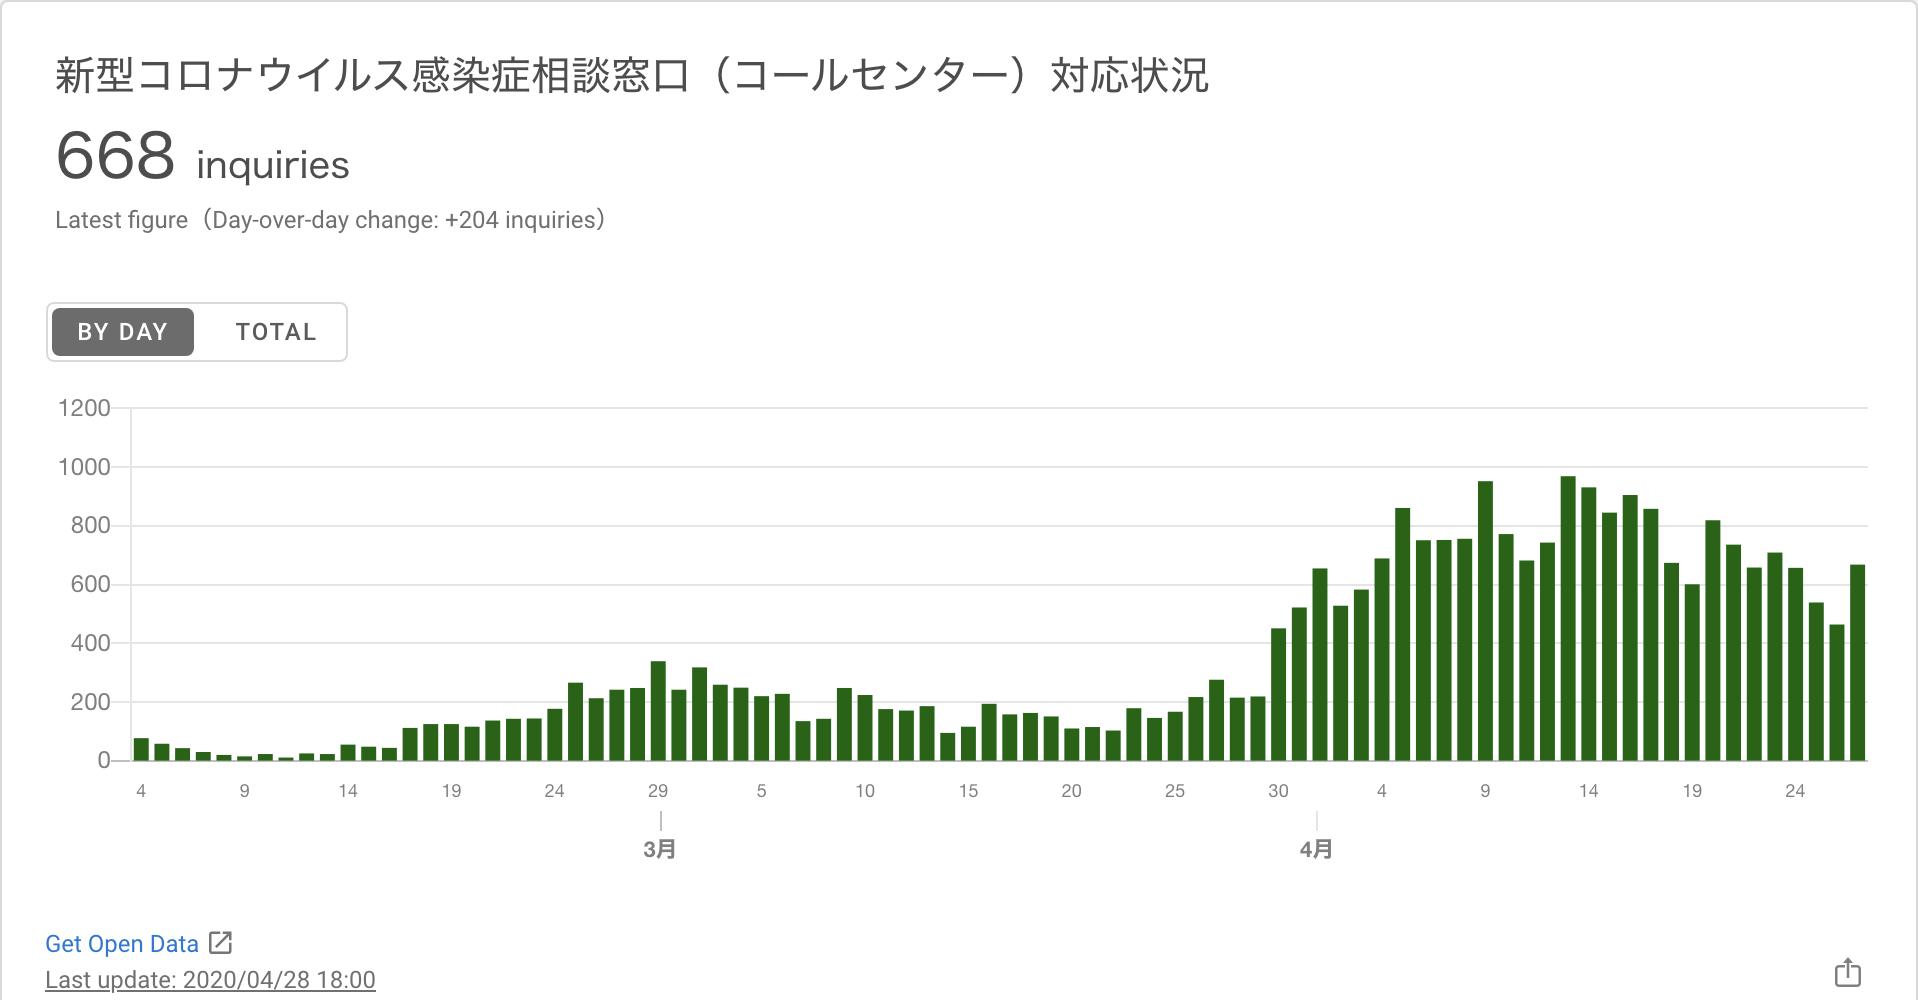 新型コロナウイルス感染症相談窓口（コールセンター）対応状況
668 inquiries
Latest figure（Day-over-day change: +204 inquiries）
BY DAY TOTAL
1200
1000
800
600
400
200
0
4 9 14 19 24 29 5 10 15 20 25 30 4 9 14 19 24
3月 4月
Get Open Data
Last update: 2020/04/28 18:00